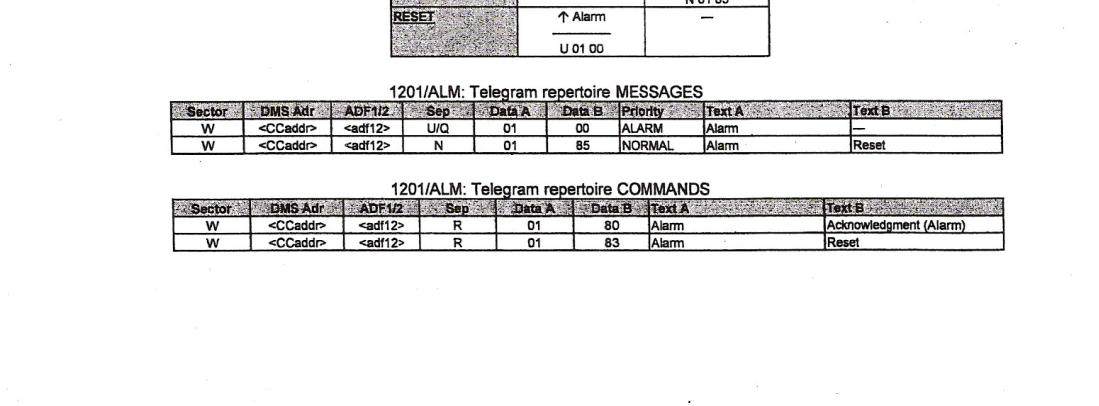 RESET ↑ Alarm —
U 01 00
1201/ALM: Telegram repertoire MESSAGES
Sector DMS Adr ADF1/2 Sep Data A Data B Priority Text A Text B
W <CCaddr> <adf12> U/Q 01 00 ALARM Alarm —
W <CCaddr> <adf12> N 01 85 NORMAL Alarm Reset
1201/ALM: Telegram repertoire COMMANDS
Sector DMS Adr ADF1/2 Sep Data A Data B Text A Text B
W <CCaddr> <adf12> R 01 80 Alarm Acknowledgment (Alarm)
W <CCaddr> <adf12> R 01 83 Alarm Reset